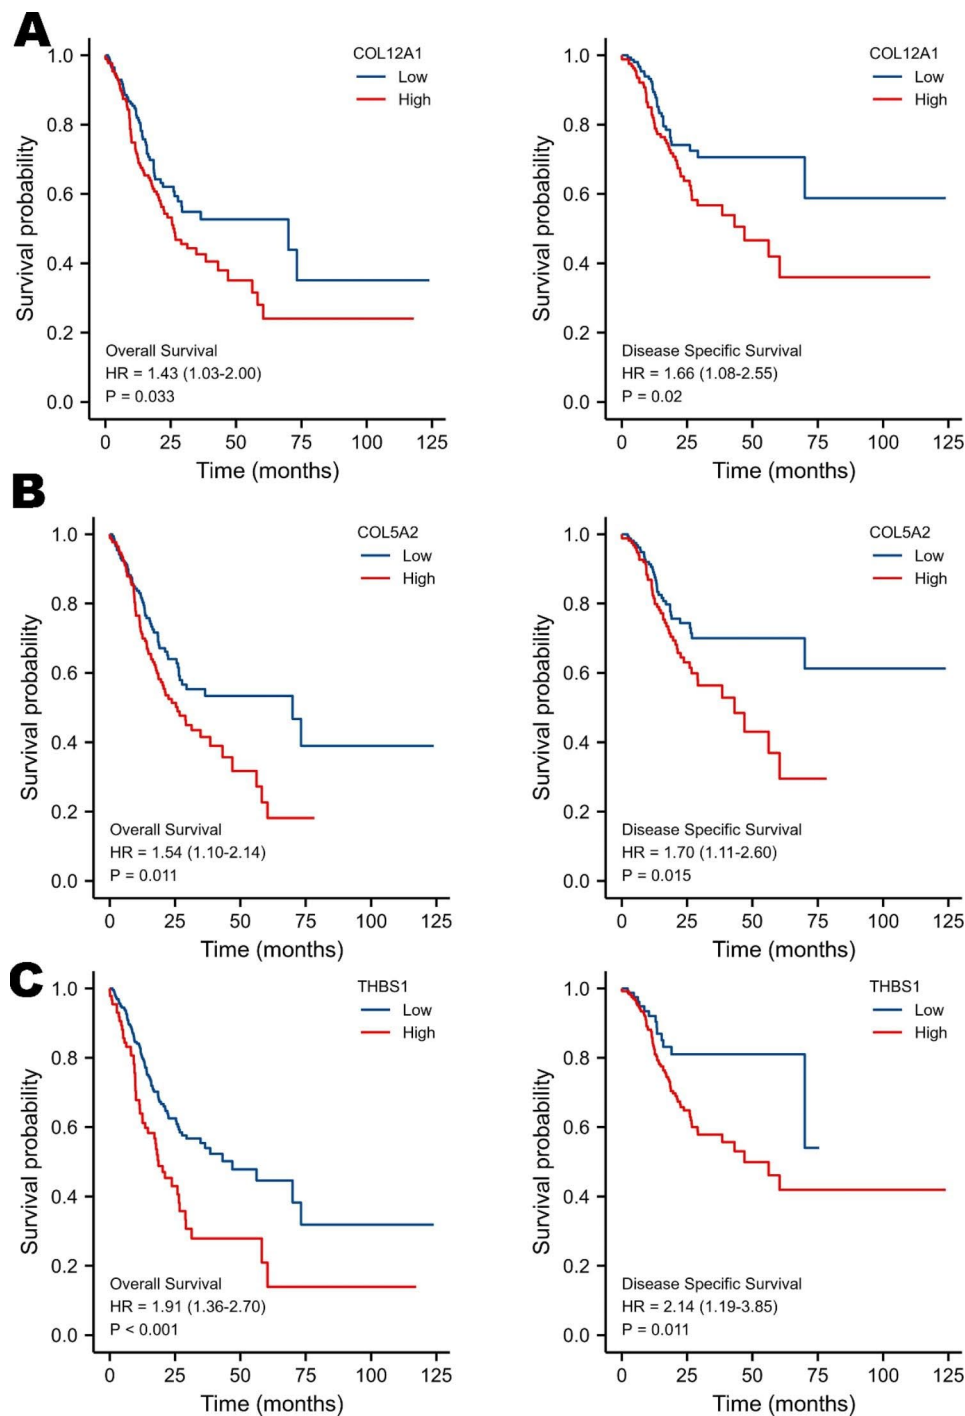 A
COL12A1
Low
High
1.0
0.8
0.6
0.4
0.2
0.0
Survival probability
Overall Survival
HR = 1.43 (1.03-2.00)
P = 0.033
0 25 50 75 100 125
Time (months)
COL12A1
Low
High
1.0
0.8
0.6
0.4
0.2
0.0
Survival probability
Disease Specific Survival
HR = 1.66 (1.08-2.55)
P = 0.02
0 25 50 75 100 125
Time (months)
B
COL5A2
Low
High
1.0
0.8
0.6
0.4
0.2
0.0
Survival probability
Overall Survival
HR = 1.54 (1.10-2.14)
P = 0.011
0 25 50 75 100 125
Time (months)
COL5A2
Low
High
1.0
0.8
0.6
0.4
0.2
0.0
Survival probability
Disease Specific Survival
HR = 1.70 (1.11-2.60)
P = 0.015
0 25 50 75 100 125
Time (months)
C
THBS1
Low
High
1.0
0.8
0.6
0.4
0.2
0.0
Survival probability
Overall Survival
HR = 1.91 (1.36-2.70)
P < 0.001
0 25 50 75 100 125
Time (months)
THBS1
Low
High
1.0
0.8
0.6
0.4
0.2
0.0
Survival probability
Disease Specific Survival
HR = 2.14 (1.19-3.85)
P = 0.011
0 25 50 75 100 125
Time (months)